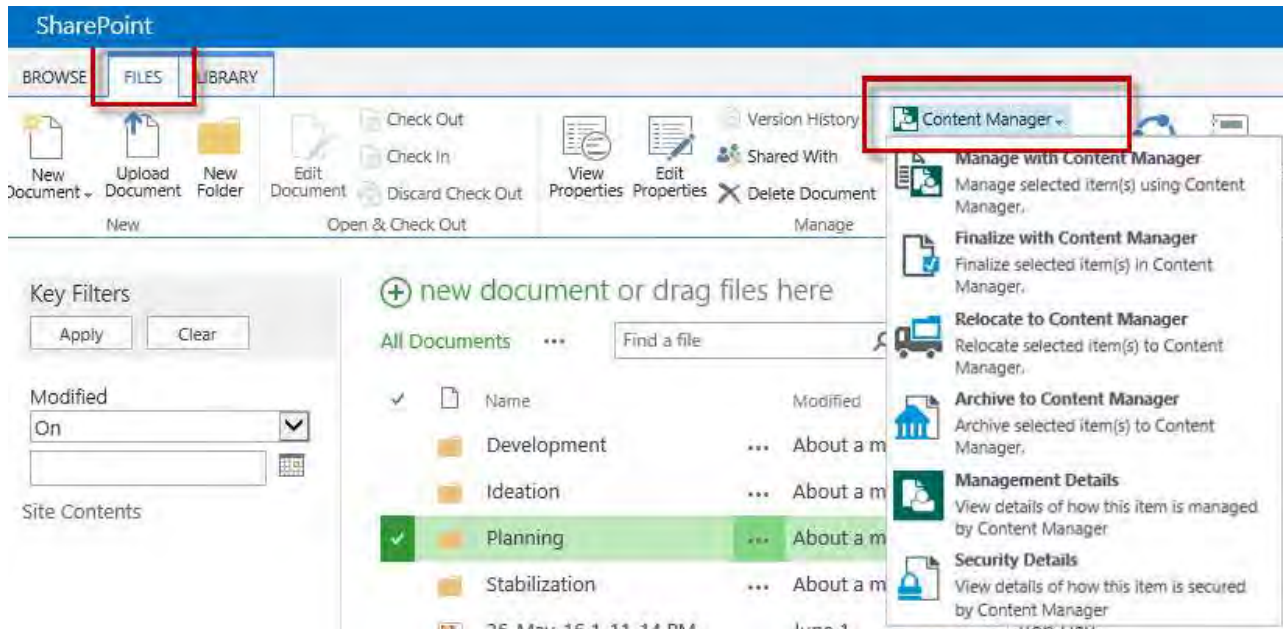 SharePoint
BROWSE FILES LIBRARY
New Document
Upload Document
New Folder
New
Edit Document
Check Out
Check In
Discard Check Out
Open & Check Out
View Properties
Edit Properties
Version History
Shared With
Delete Document
Manage
Content Manager
Manage with Content Manager
Manage selected item(s) using Content
Manager.
Finalize with Content Manager
Finalize selected item(s) in Content
Manager.
Relocate to Content Manager
Relocate selected item(s) to Content
Manager.
Archive to Content Manager
Archive selected item(s) to Content
Manager.
Management Details
View details of how this item is managed
by Content Manager
Security Details
View details of how this item is secured
by Content Manager
Key Filters
Apply Clear
Modified
On
Site Contents
new document or drag files here
All Documents ... Find a file
Name Modified
Development ... About a m
Ideation ... About a m
Planning ... About a m
Stabilization ... About a m